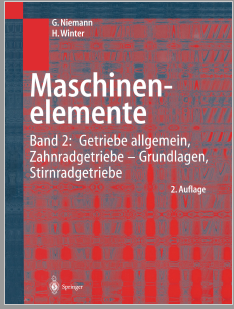 G. Niemann
H. Winter
Maschinen-
elemente
Band 2: Getriebe allgemein,
Zahnradgetriebe – Grundlagen,
Stirnradgetriebe
2. Auflage
Springer